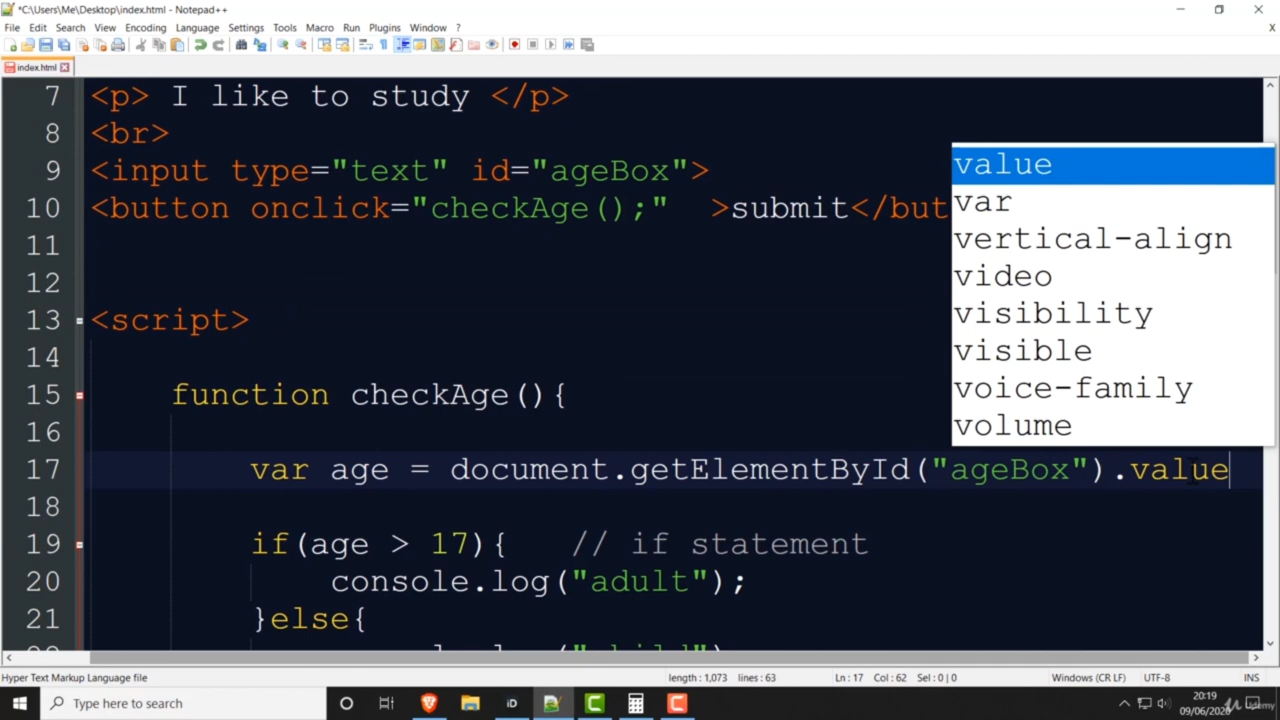 *C:\Users\Me\Desktop\index.html - Notepad++
File Edit Search View Encoding Language Settings Tools Macro Run Plugins Window ?
index.html
7 <p> I like to study </p>
8 <br>
9 <input type="text" id="ageBox">
10 <button onclick="checkAge();" >submit</but
11
12
13 <script>
14
15 function checkAge(){
16
17 var age = document.getElementById("ageBox").value
18
19 if(age > 17){ // if statement
20 console.log("adult");
21 }else{
value
var
vertical-align
video
visibility
visible
voice-family
volume
Hyper Text Markup Language file length : 1,073 lines : 63 Ln : 17 Col : 62 Sel : 0 | 0 Windows (CR LF) UTF-8 INS
Type here to search
20:19
09/06/2020
Udemy